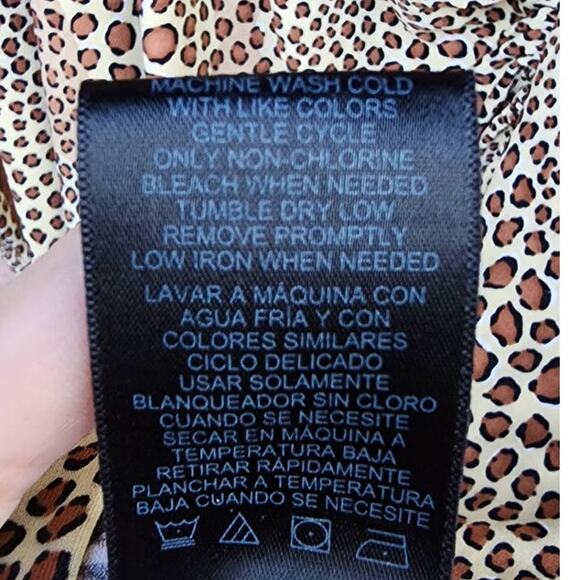 MACHINE WASH COLD
WITH LIKE COLORS
GENTLE CYCLE
ONLY NON-CHLORINE
BLEACH WHEN NEEDED
TUMBLE DRY LOW
REMOVE PROMPTLY
LOW IRON WHEN NEEDED
LAVAR A MÁQUINA CON
AGUA FRÍA Y CON
COLORES SIMILARES
CICLO DELICADO
USAR SOLAMENTE
BLANQUEADOR SIN CLORO
CUANDO SE NECESITE
SECAR EN MÁQUINA A
TEMPERATURA BAJA
RETIRAR RÁPIDAMENTE
PLANCHAR A TEMPERATURA
BAJA CUANDO SE NECESITE